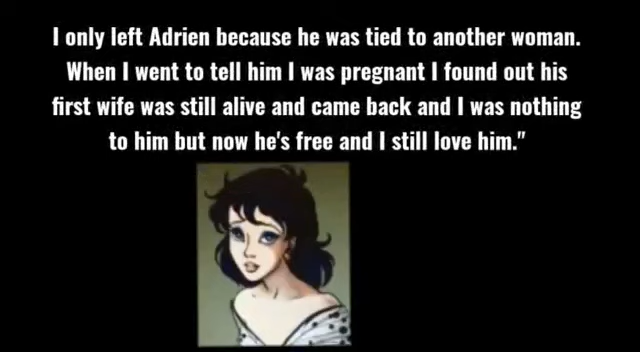 I only left Adrien because he was tied to another woman.
When I went to tell him I was pregnant I found out his
first wife was still alive and came back and I was nothing
to him but now he's free and I still love him."